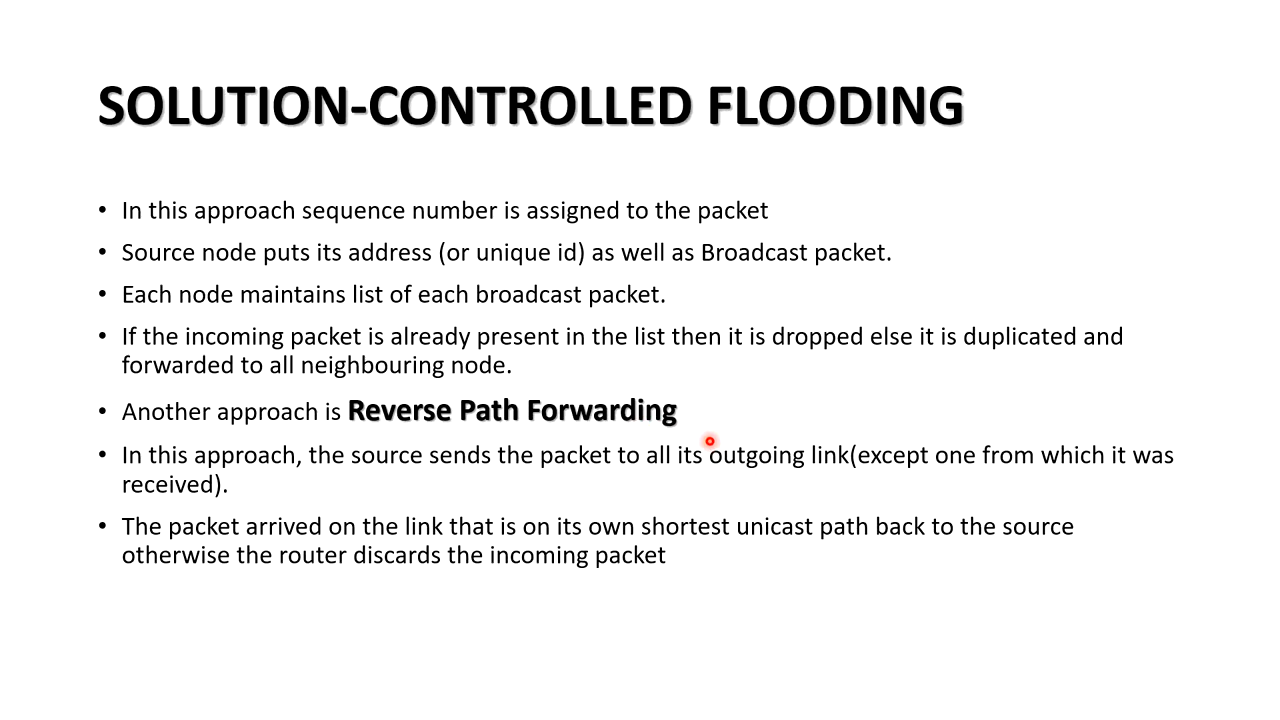 SOLUTION-CONTROLLED FLOODING
• In this approach sequence number is assigned to the packet
• Source node puts its address (or unique id) as well as Broadcast packet.
• Each node maintains list of each broadcast packet.
• If the incoming packet is already present in the list then it is dropped else it is duplicated and
forwarded to all neighbouring node.
• Another approach is Reverse Path Forwarding
• In this approach, the source sends the packet to all its outgoing link(except one from which it was
received).
• The packet arrived on the link that is on its own shortest unicast path back to the source
otherwise the router discards the incoming packet